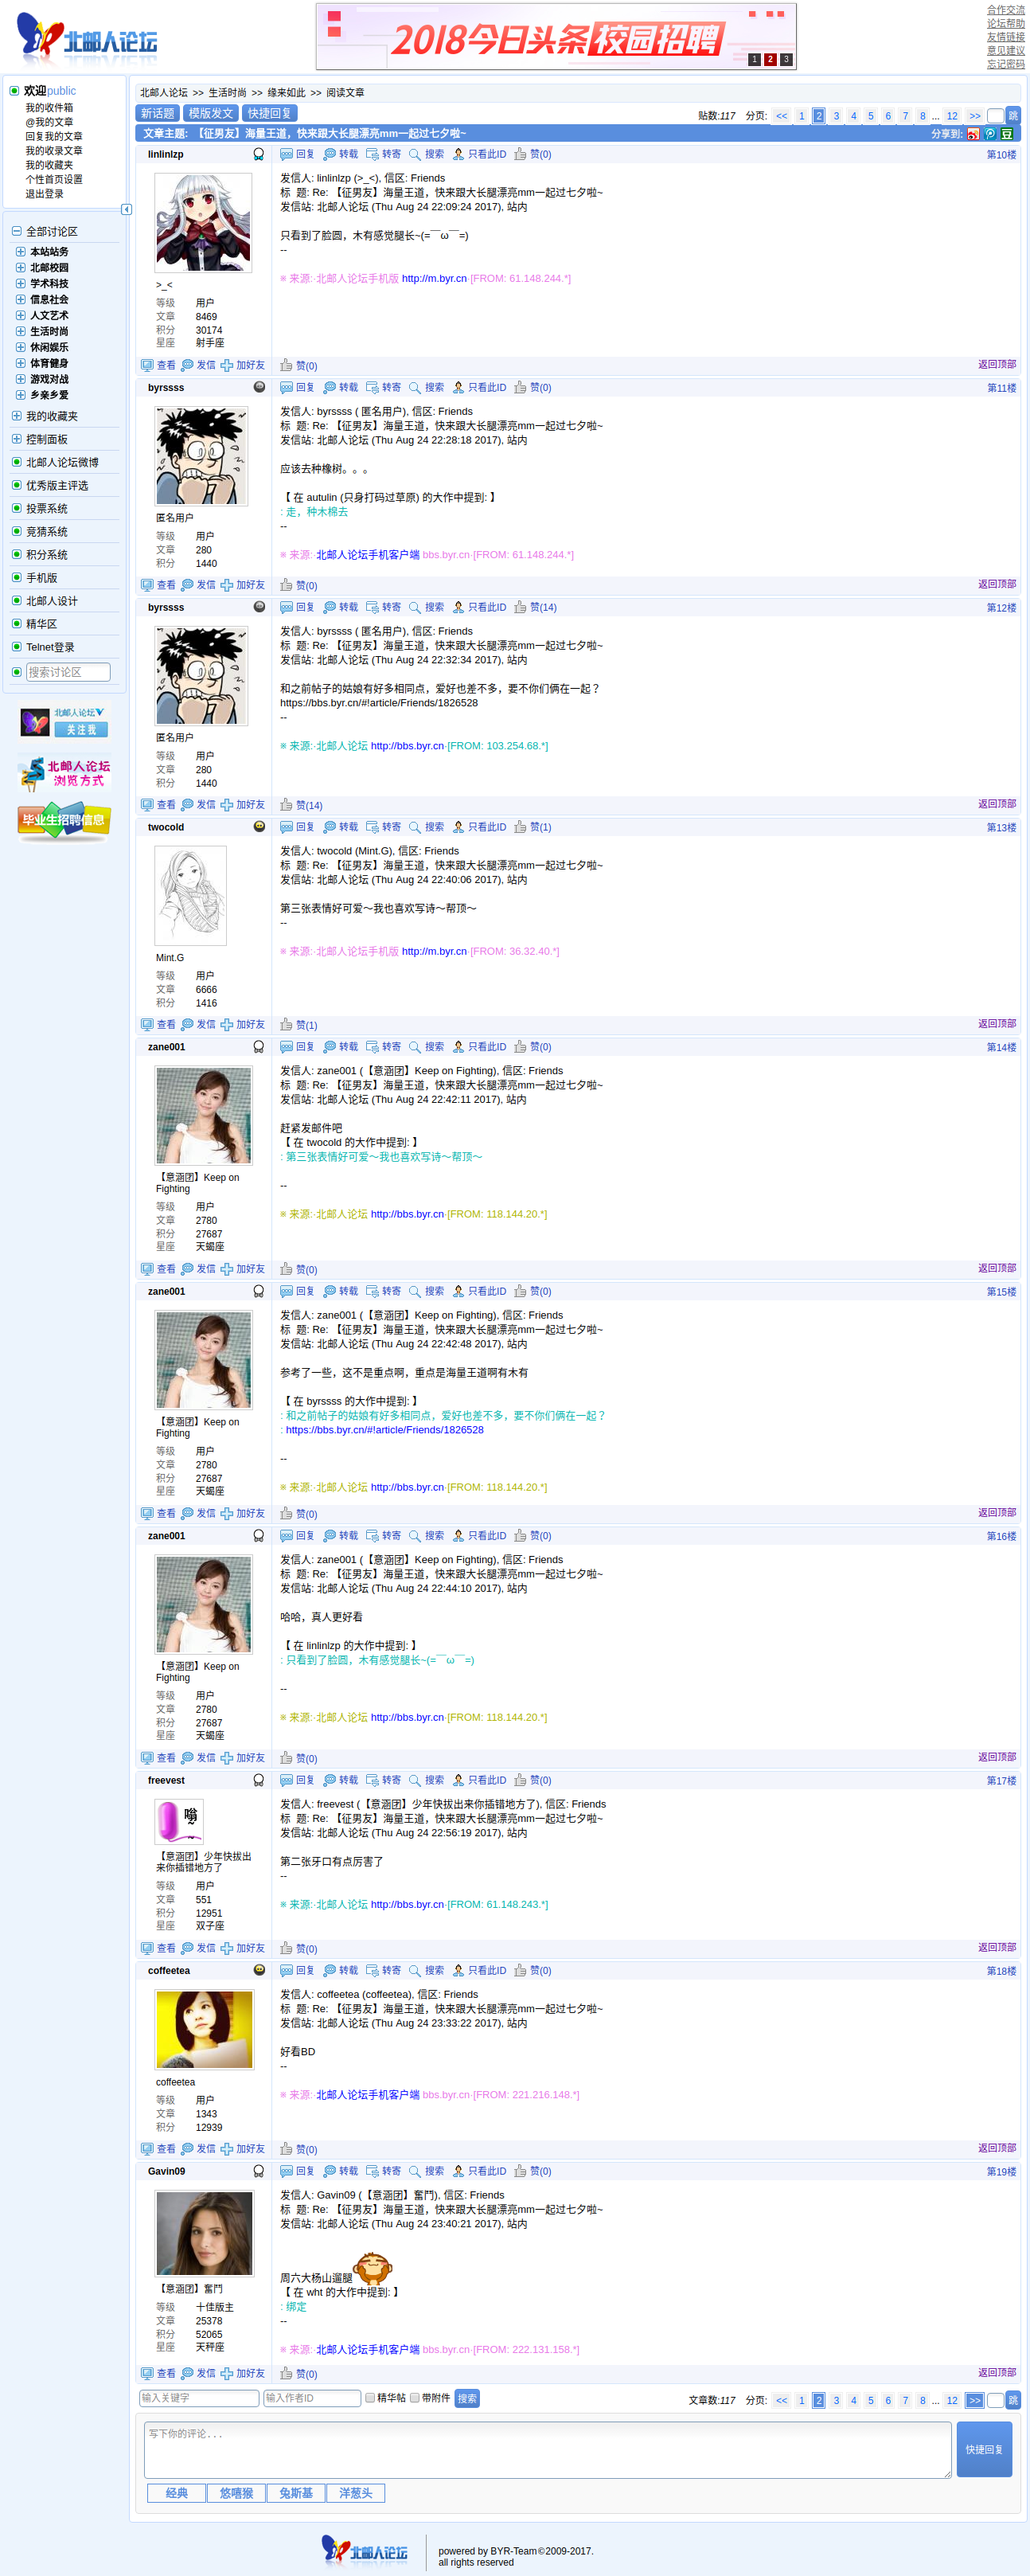 北邮人论坛
2018今日头条校园招聘
1 2 3
合作交流
论坛帮助
友情链接
意见建议
忘记密码
欢迎public
我的收件箱
@我的文章
回复我的文章
我的收录文章
我的收藏夹
个性首页设置
退出登录
全部讨论区
本站站务
北邮校园
学术科技
信息社会
人文艺术
生活时尚
休闲娱乐
体育健身
游戏对战
乡亲乡爱
我的收藏夹
控制面板
北邮人论坛微博
优秀版主评选
投票系统
竞猜系统
积分系统
手机版
北邮人设计
精华区
Telnet登录
搜索讨论区
北邮人论坛
关注我
北邮人论坛
浏览方式
毕业生招聘信息
北邮人论坛 >> 生活时尚 >> 缘来如此 >> 阅读文章
新话题 模版发文 快捷回复
贴数:117 分页: << 1 2 3 4 5 6 7 8 ... 12 >> 跳
文章主题: 【征男友】海量王道，快来跟大长腿漂亮mm一起过七夕啦~ 分享到:
linlinlzp 回复 转载 转寄 搜索 只看此ID 赞(0) 第10楼
>_<
等级 用户
文章 8469
积分 30174
星座 射手座
发信人: linlinlzp (>_<), 信区: Friends
标 题: Re: 【征男友】海量王道，快来跟大长腿漂亮mm一起过七夕啦~
发信站: 北邮人论坛 (Thu Aug 24 22:09:24 2017), 站内
只看到了脸圆，木有感觉腿长~(=￣ω￣=)
--
※ 来源:·北邮人论坛手机版 http://m.byr.cn·[FROM: 61.148.244.*]
查看 发信 加好友 赞(0) 返回顶部
byrssss 回复 转载 转寄 搜索 只看此ID 赞(0) 第11楼
匿名用户
等级 用户
文章 280
积分 1440
发信人: byrssss ( 匿名用户), 信区: Friends
标 题: Re: 【征男友】海量王道，快来跟大长腿漂亮mm一起过七夕啦~
发信站: 北邮人论坛 (Thu Aug 24 22:28:18 2017), 站内
应该去种橡树。。。
【 在 autulin (只身打码过草原) 的大作中提到: 】
: 走，种木棉去
--
※ 来源:·北邮人论坛手机客户端 bbs.byr.cn·[FROM: 61.148.244.*]
查看 发信 加好友 赞(0) 返回顶部
byrssss 回复 转载 转寄 搜索 只看此ID 赞(14) 第12楼
匿名用户
等级 用户
文章 280
积分 1440
发信人: byrssss ( 匿名用户), 信区: Friends
标 题: Re: 【征男友】海量王道，快来跟大长腿漂亮mm一起过七夕啦~
发信站: 北邮人论坛 (Thu Aug 24 22:32:34 2017), 站内
和之前帖子的姑娘有好多相同点，爱好也差不多，要不你们俩在一起？
https://bbs.byr.cn/#!article/Friends/1826528
--
※ 来源:·北邮人论坛 http://bbs.byr.cn·[FROM: 103.254.68.*]
查看 发信 加好友 赞(14) 返回顶部
twocold 回复 转载 转寄 搜索 只看此ID 赞(1) 第13楼
Mint.G
等级 用户
文章 6666
积分 1416
发信人: twocold (Mint.G), 信区: Friends
标 题: Re: 【征男友】海量王道，快来跟大长腿漂亮mm一起过七夕啦~
发信站: 北邮人论坛 (Thu Aug 24 22:40:06 2017), 站内
第三张表情好可爱～我也喜欢写诗～帮顶～
--
※ 来源:·北邮人论坛手机版 http://m.byr.cn·[FROM: 36.32.40.*]
查看 发信 加好友 赞(1) 返回顶部
zane001 回复 转载 转寄 搜索 只看此ID 赞(0) 第14楼
【意涵团】Keep on
Fighting
等级 用户
文章 2780
积分 27687
星座 天蝎座
发信人: zane001 (【意涵团】Keep on Fighting), 信区: Friends
标 题: Re: 【征男友】海量王道，快来跟大长腿漂亮mm一起过七夕啦~
发信站: 北邮人论坛 (Thu Aug 24 22:42:11 2017), 站内
赶紧发邮件吧
【 在 twocold 的大作中提到: 】
: 第三张表情好可爱～我也喜欢写诗～帮顶～
--
※ 来源:·北邮人论坛 http://bbs.byr.cn·[FROM: 118.144.20.*]
查看 发信 加好友 赞(0) 返回顶部
zane001 回复 转载 转寄 搜索 只看此ID 赞(0) 第15楼
【意涵团】Keep on
Fighting
等级 用户
文章 2780
积分 27687
星座 天蝎座
发信人: zane001 (【意涵团】Keep on Fighting), 信区: Friends
标 题: Re: 【征男友】海量王道，快来跟大长腿漂亮mm一起过七夕啦~
发信站: 北邮人论坛 (Thu Aug 24 22:42:48 2017), 站内
参考了一些，这不是重点啊，重点是海量王道啊有木有
【 在 byrssss 的大作中提到: 】
: 和之前帖子的姑娘有好多相同点，爱好也差不多，要不你们俩在一起？
: https://bbs.byr.cn/#!article/Friends/1826528
--
※ 来源:·北邮人论坛 http://bbs.byr.cn·[FROM: 118.144.20.*]
查看 发信 加好友 赞(0) 返回顶部
zane001 回复 转载 转寄 搜索 只看此ID 赞(0) 第16楼
【意涵团】Keep on
Fighting
等级 用户
文章 2780
积分 27687
星座 天蝎座
发信人: zane001 (【意涵团】Keep on Fighting), 信区: Friends
标 题: Re: 【征男友】海量王道，快来跟大长腿漂亮mm一起过七夕啦~
发信站: 北邮人论坛 (Thu Aug 24 22:44:10 2017), 站内
哈哈，真人更好看
【 在 linlinlzp 的大作中提到: 】
: 只看到了脸圆，木有感觉腿长~(=￣ω￣=)
--
※ 来源:·北邮人论坛 http://bbs.byr.cn·[FROM: 118.144.20.*]
查看 发信 加好友 赞(0) 返回顶部
freevest 回复 转载 转寄 搜索 只看此ID 赞(0) 第17楼
嗡~
【意涵团】少年快拔出
来你插错地方了
等级 用户
文章 551
积分 12951
星座 双子座
发信人: freevest (【意涵团】少年快拔出来你插错地方了), 信区: Friends
标 题: Re: 【征男友】海量王道，快来跟大长腿漂亮mm一起过七夕啦~
发信站: 北邮人论坛 (Thu Aug 24 22:56:19 2017), 站内
第二张牙口有点厉害了
--
※ 来源:·北邮人论坛 http://bbs.byr.cn·[FROM: 61.148.243.*]
查看 发信 加好友 赞(0) 返回顶部
coffeetea 回复 转载 转寄 搜索 只看此ID 赞(0) 第18楼
coffeetea
等级 用户
文章 1343
积分 12939
发信人: coffeetea (coffeetea), 信区: Friends
标 题: Re: 【征男友】海量王道，快来跟大长腿漂亮mm一起过七夕啦~
发信站: 北邮人论坛 (Thu Aug 24 23:33:22 2017), 站内
好看BD
--
※ 来源:·北邮人论坛手机客户端 bbs.byr.cn·[FROM: 221.216.148.*]
查看 发信 加好友 赞(0) 返回顶部
Gavin09 回复 转载 转寄 搜索 只看此ID 赞(0) 第19楼
【意涵团】奮鬥
等级 十佳版主
文章 25378
积分 52065
星座 天秤座
发信人: Gavin09 (【意涵团】奮鬥), 信区: Friends
标 题: Re: 【征男友】海量王道，快来跟大长腿漂亮mm一起过七夕啦~
发信站: 北邮人论坛 (Thu Aug 24 23:40:21 2017), 站内
周六大杨山遛腿
【 在 wht 的大作中提到: 】
: 绑定
--
※ 来源:·北邮人论坛手机客户端 bbs.byr.cn·[FROM: 222.131.158.*]
查看 发信 加好友 赞(0) 返回顶部
输入关键字 输入作者ID 精华帖 带附件 搜索
文章数:117 分页: << 1 2 3 4 5 6 7 8 ... 12 >> 跳
写下你的评论...
快捷回复
经典 悠嘻猴 兔斯基 洋葱头
北邮人论坛
powered by BYR-Team©2009-2017.
all rights reserved